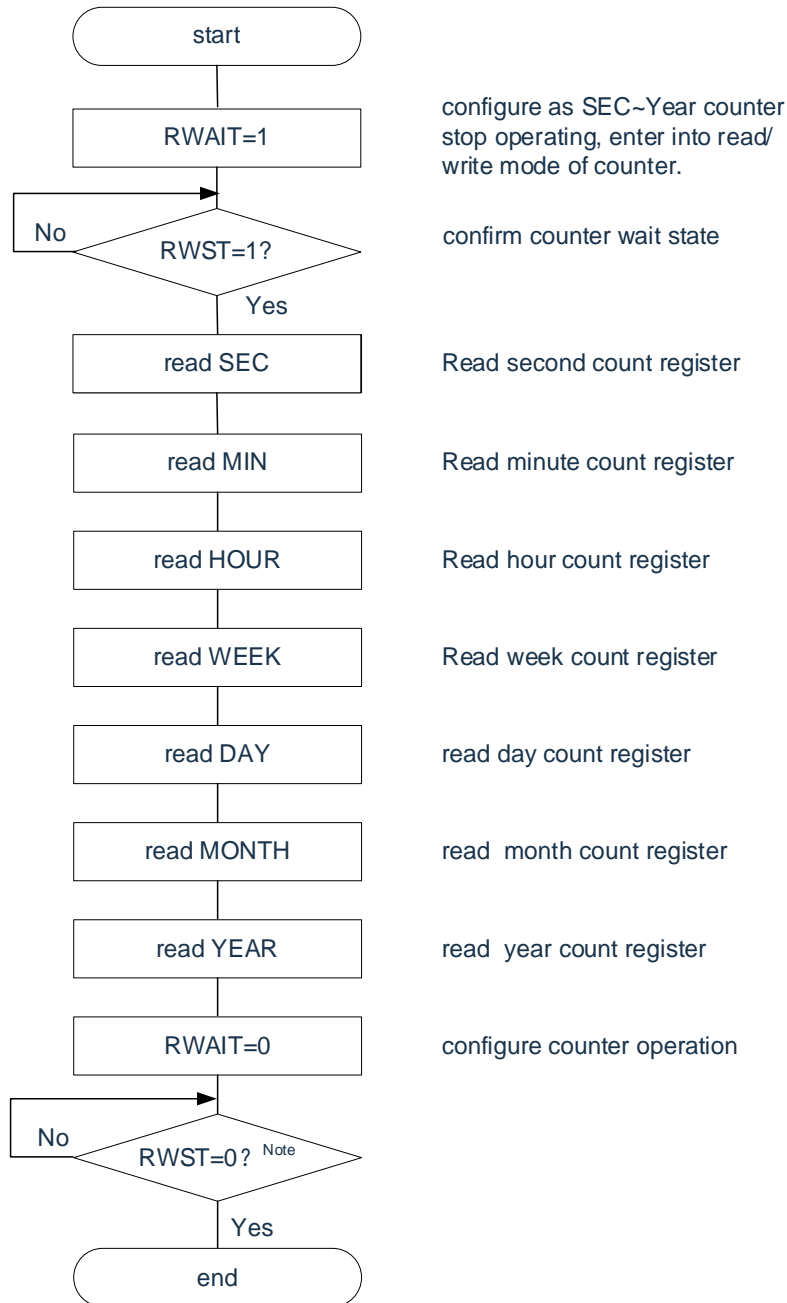 start
RWAIT=1
configure as SEC~Year counter
stop operating, enter into read/
write mode of counter.
No
RWST=1?
confirm counter wait state
Yes
read SEC
Read second count register
read MIN
Read minute count register
read HOUR
Read hour count register
read WEEK
Read week count register
read DAY
read day count register
read MONTH
read  month count register
read YEAR
read  year count register
RWAIT=0
configure counter operation
No
RWST=0? Note
Yes
end